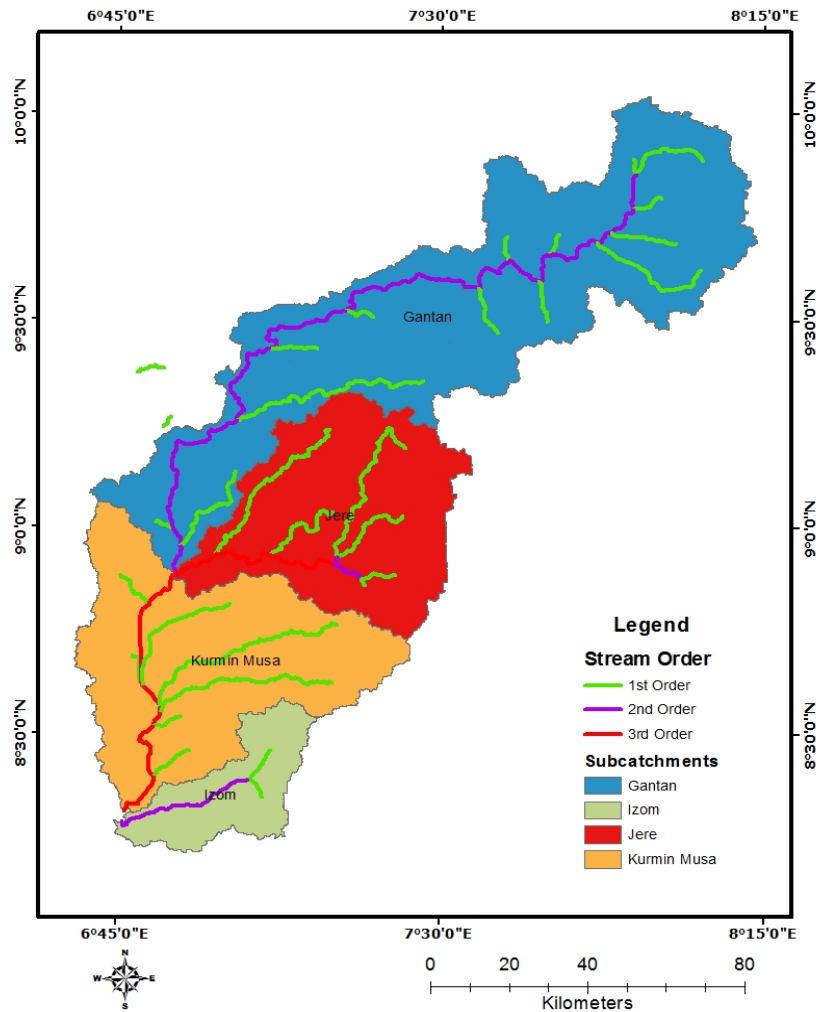 6°45'0"E 7°30'0"E 8°15'0"E
10°0'0"N 10°0'0"N
9°30'0"N 9°30'0"N
Gantan
9°0'0"N 9°0'0"N
Jere
Kurmin Musa
8°30'0"N 8°30'0"N
Izom
Legend
Stream Order
1st Order
2nd Order
3rd Order
Subcatchments
Gantan
Izom
Jere
Kurmin Musa
6°45'0"E 7°30'0"E 8°15'0"E
N
W E
S
0 20 40 60 80
Kilometers